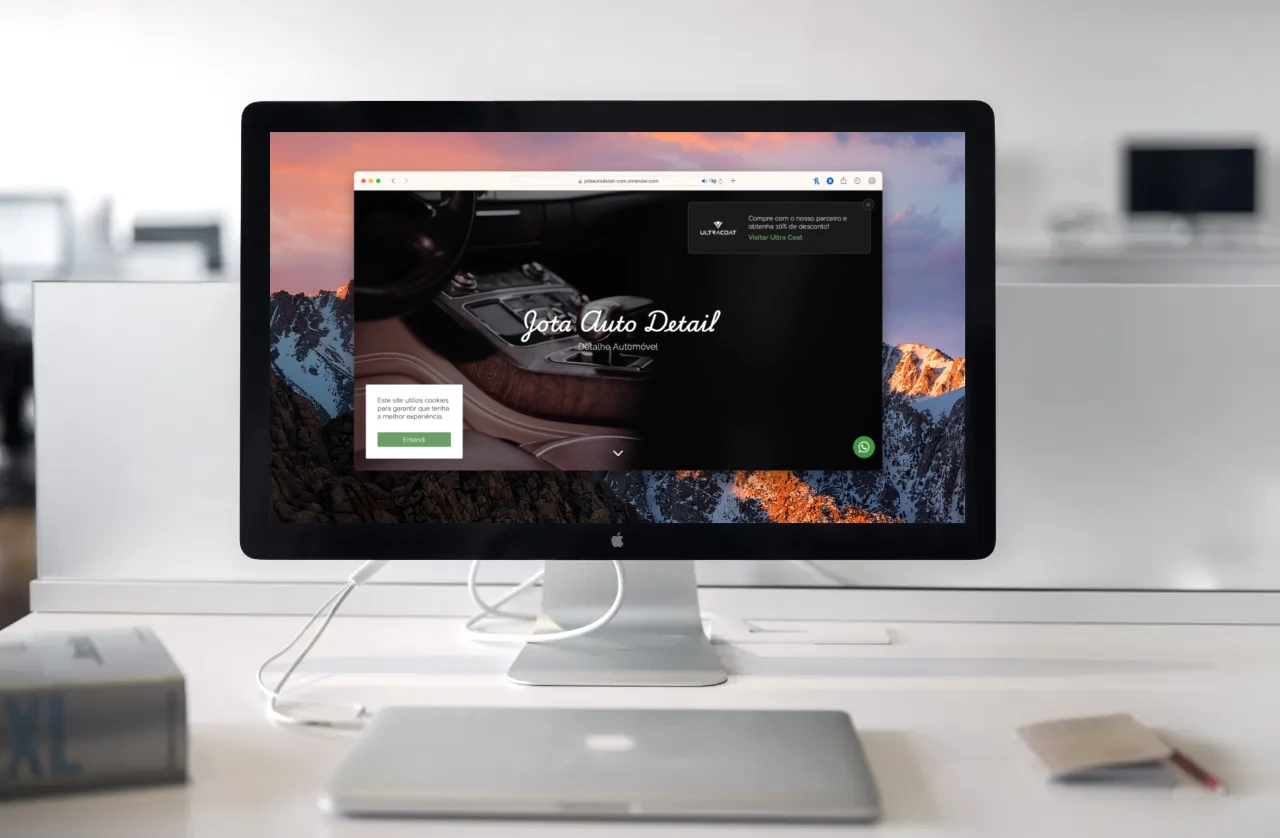 jotaautodetail-com.onrender.com
ULTRACOAT
Compre com o nosso parceiro e
obtenha 10% de desconto!
Visitar Ultra Coat
Jota Auto Detail
Detalhe Automóvel
Este site utiliza cookies
para garantir que tenha
a melhor experiência.
Entendi
XL